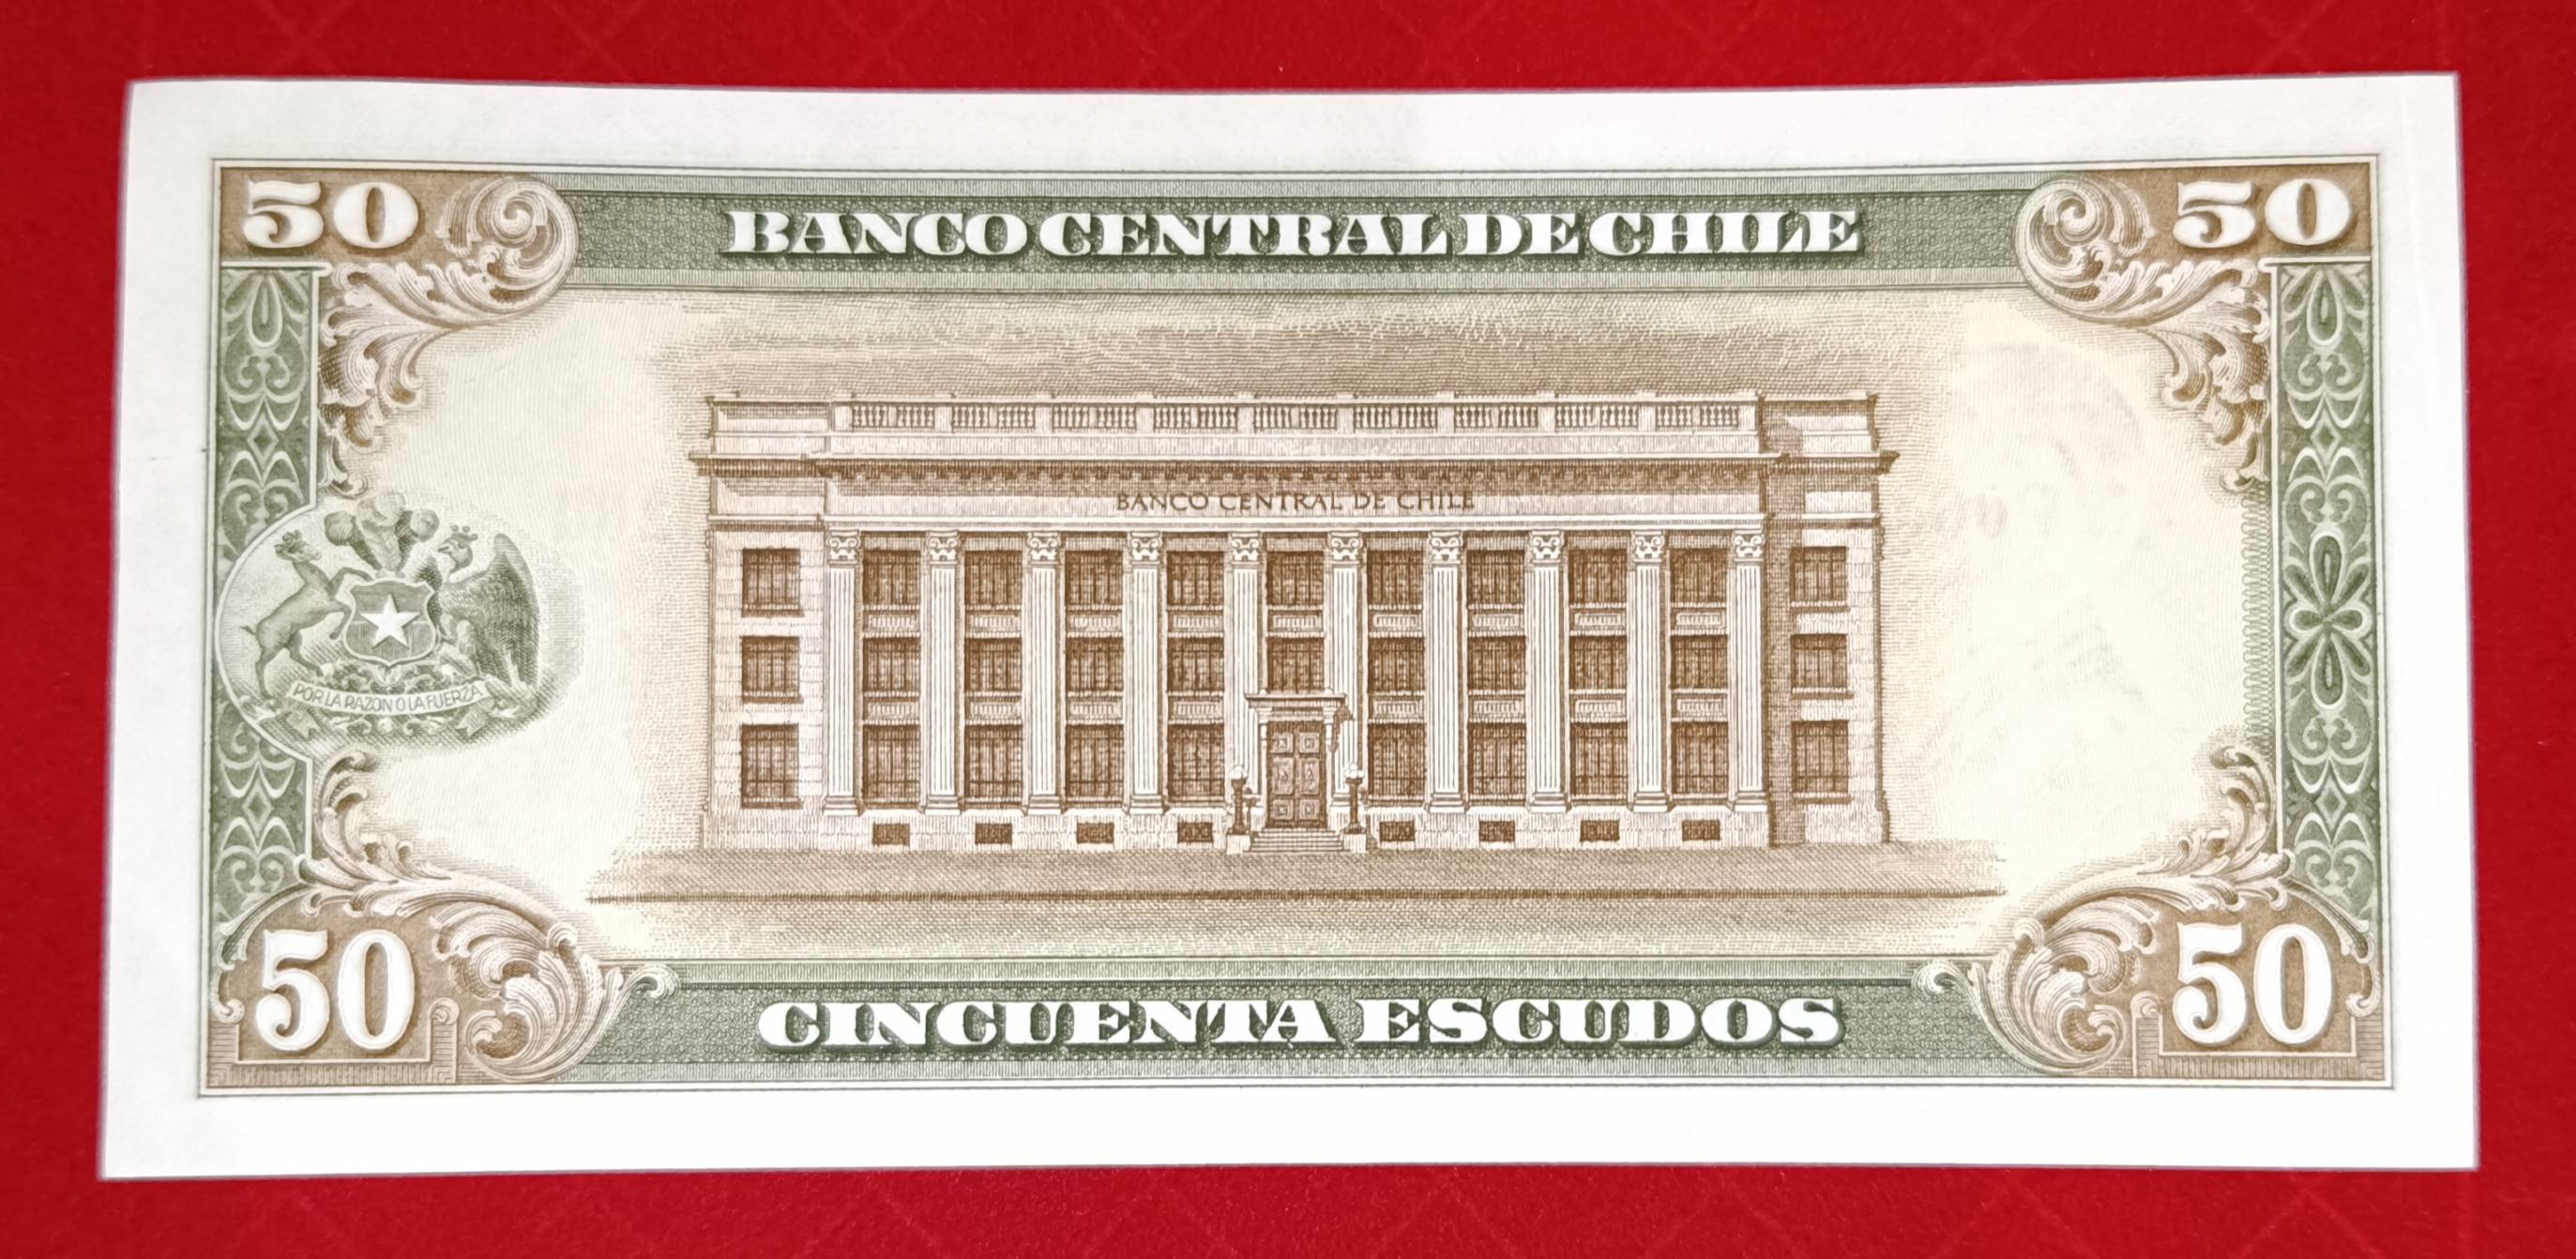 50 BANCO CENTRAL DE CHILE 50
BANCO CENTRAL DE CHILE
POR LA RAZON O LA FUERZA
50 CINCUENTA ESCUDOS 50